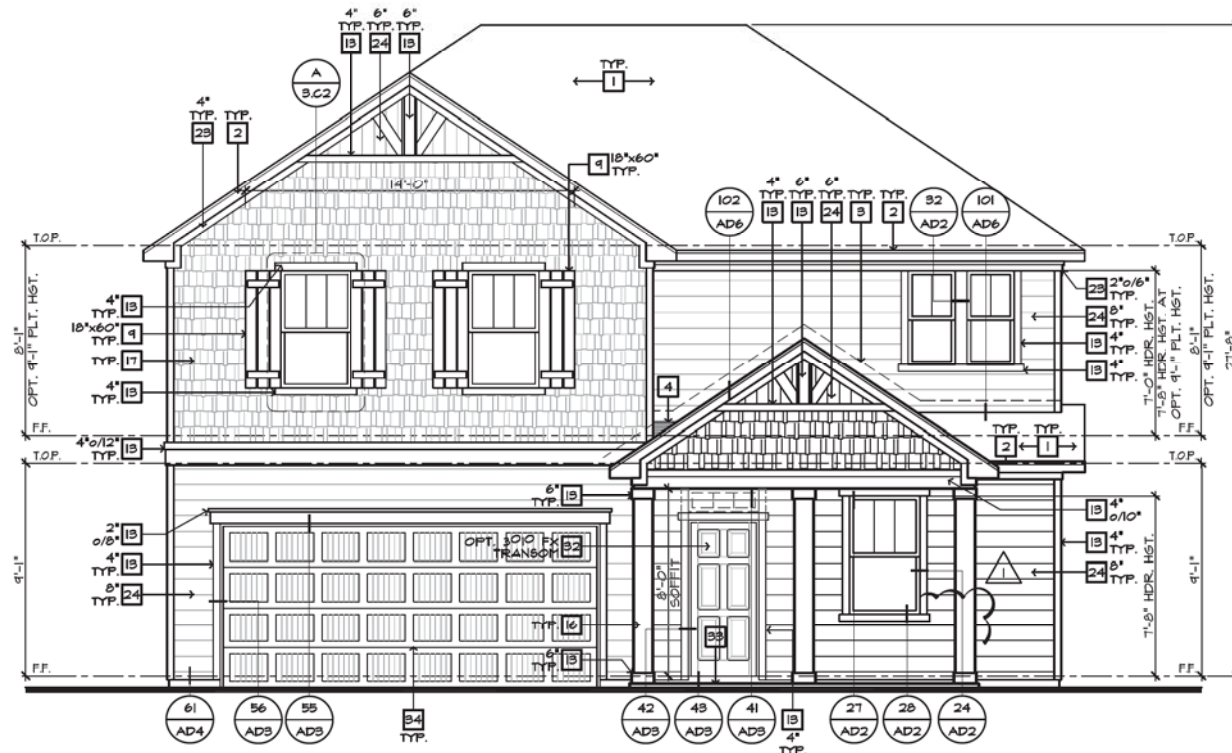 4" TYP. 13
6" TYP. 24
6" TYP. 13
A
3.C2
TYP.
1
4" TYP. 23
TYP. 2
9 18"x60" TYP.
14'-0"
102
AD6
4" TYP. 13
6" TYP. 13
6" TYP. 24
TYP. 3
TYP. 2
32
AD2
101
AD6
T.O.P.
T.O.P.
8'-1"
OPT. 9'-1" PLT. HGT.
4" TYP. 13
18"x60" TYP. 9
TYP. 17
4" TYP. 13
F.F.
4" o/12" TYP. 13
T.O.P.
23 2" o/6" TYP.
24 8" TYP.
13 4" TYP.
13 4" TYP.
7'-0" HDR. HGT.
7'-8" HDR. HGT. AT
OPT. 9'-1" PLT. HGT.
8'-1"
OPT. 9'-1" PLT. HGT.
27'-8"
4
F.F.
TYP. 2
TYP. 1
T.O.P.
6" TYP. 13
13 4" o/10"
2" o/8" 13
4" TYP. 13
8" TYP. 24
9'-1"
OPT. 3010 FX
TRANSOM
32
8'-0"
SOFFIT
13 4" TYP.
24 8" TYP.
1
7'-8" HDR. HGT.
9'-1"
TYP. 16
33
6" TYP. 13
F.F.
F.F.
61
AD4
56
AD3
55
AD3
34
TYP.
42
AD3
43
AD3
41
AD3
13
4" TYP.
27
AD2
28
AD2
24
AD2